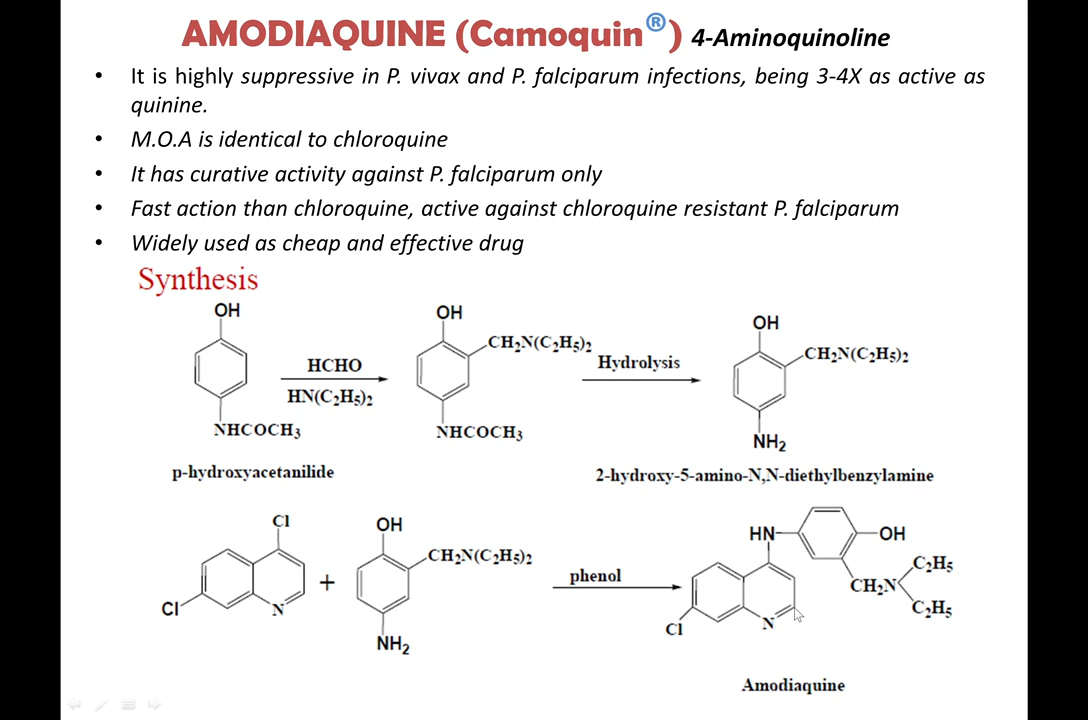 AMODIAQUINE (Camoquin®) 4-Aminoquinoline
• It is highly suppressive in P. vivax and P. falciparum infections, being 3-4X as active as
quinine.
• M.O.A is identical to chloroquine
• It has curative activity against P. falciparum only
• Fast action than chloroquine, active against chloroquine resistant P. falciparum
• Widely used as cheap and effective drug
Synthesis
OH
HCHO
HN(C₂H₅)₂
NHCOCH₃
p-hydroxyacetanilide
OH
CH₂N(C₂H₅)₂
NHCOCH₃
Hydrolysis
OH
CH₂N(C₂H₅)₂
NH₂
2-hydroxy-5-amino-N,N-diethylbenzylamine
Cl
Cl
N
+
OH
CH₂N(C₂H₅)₂
NH₂
phenol
HN
OH
C₂H₅
CH₂N
C₂H₅
Cl
N
Amodiaquine